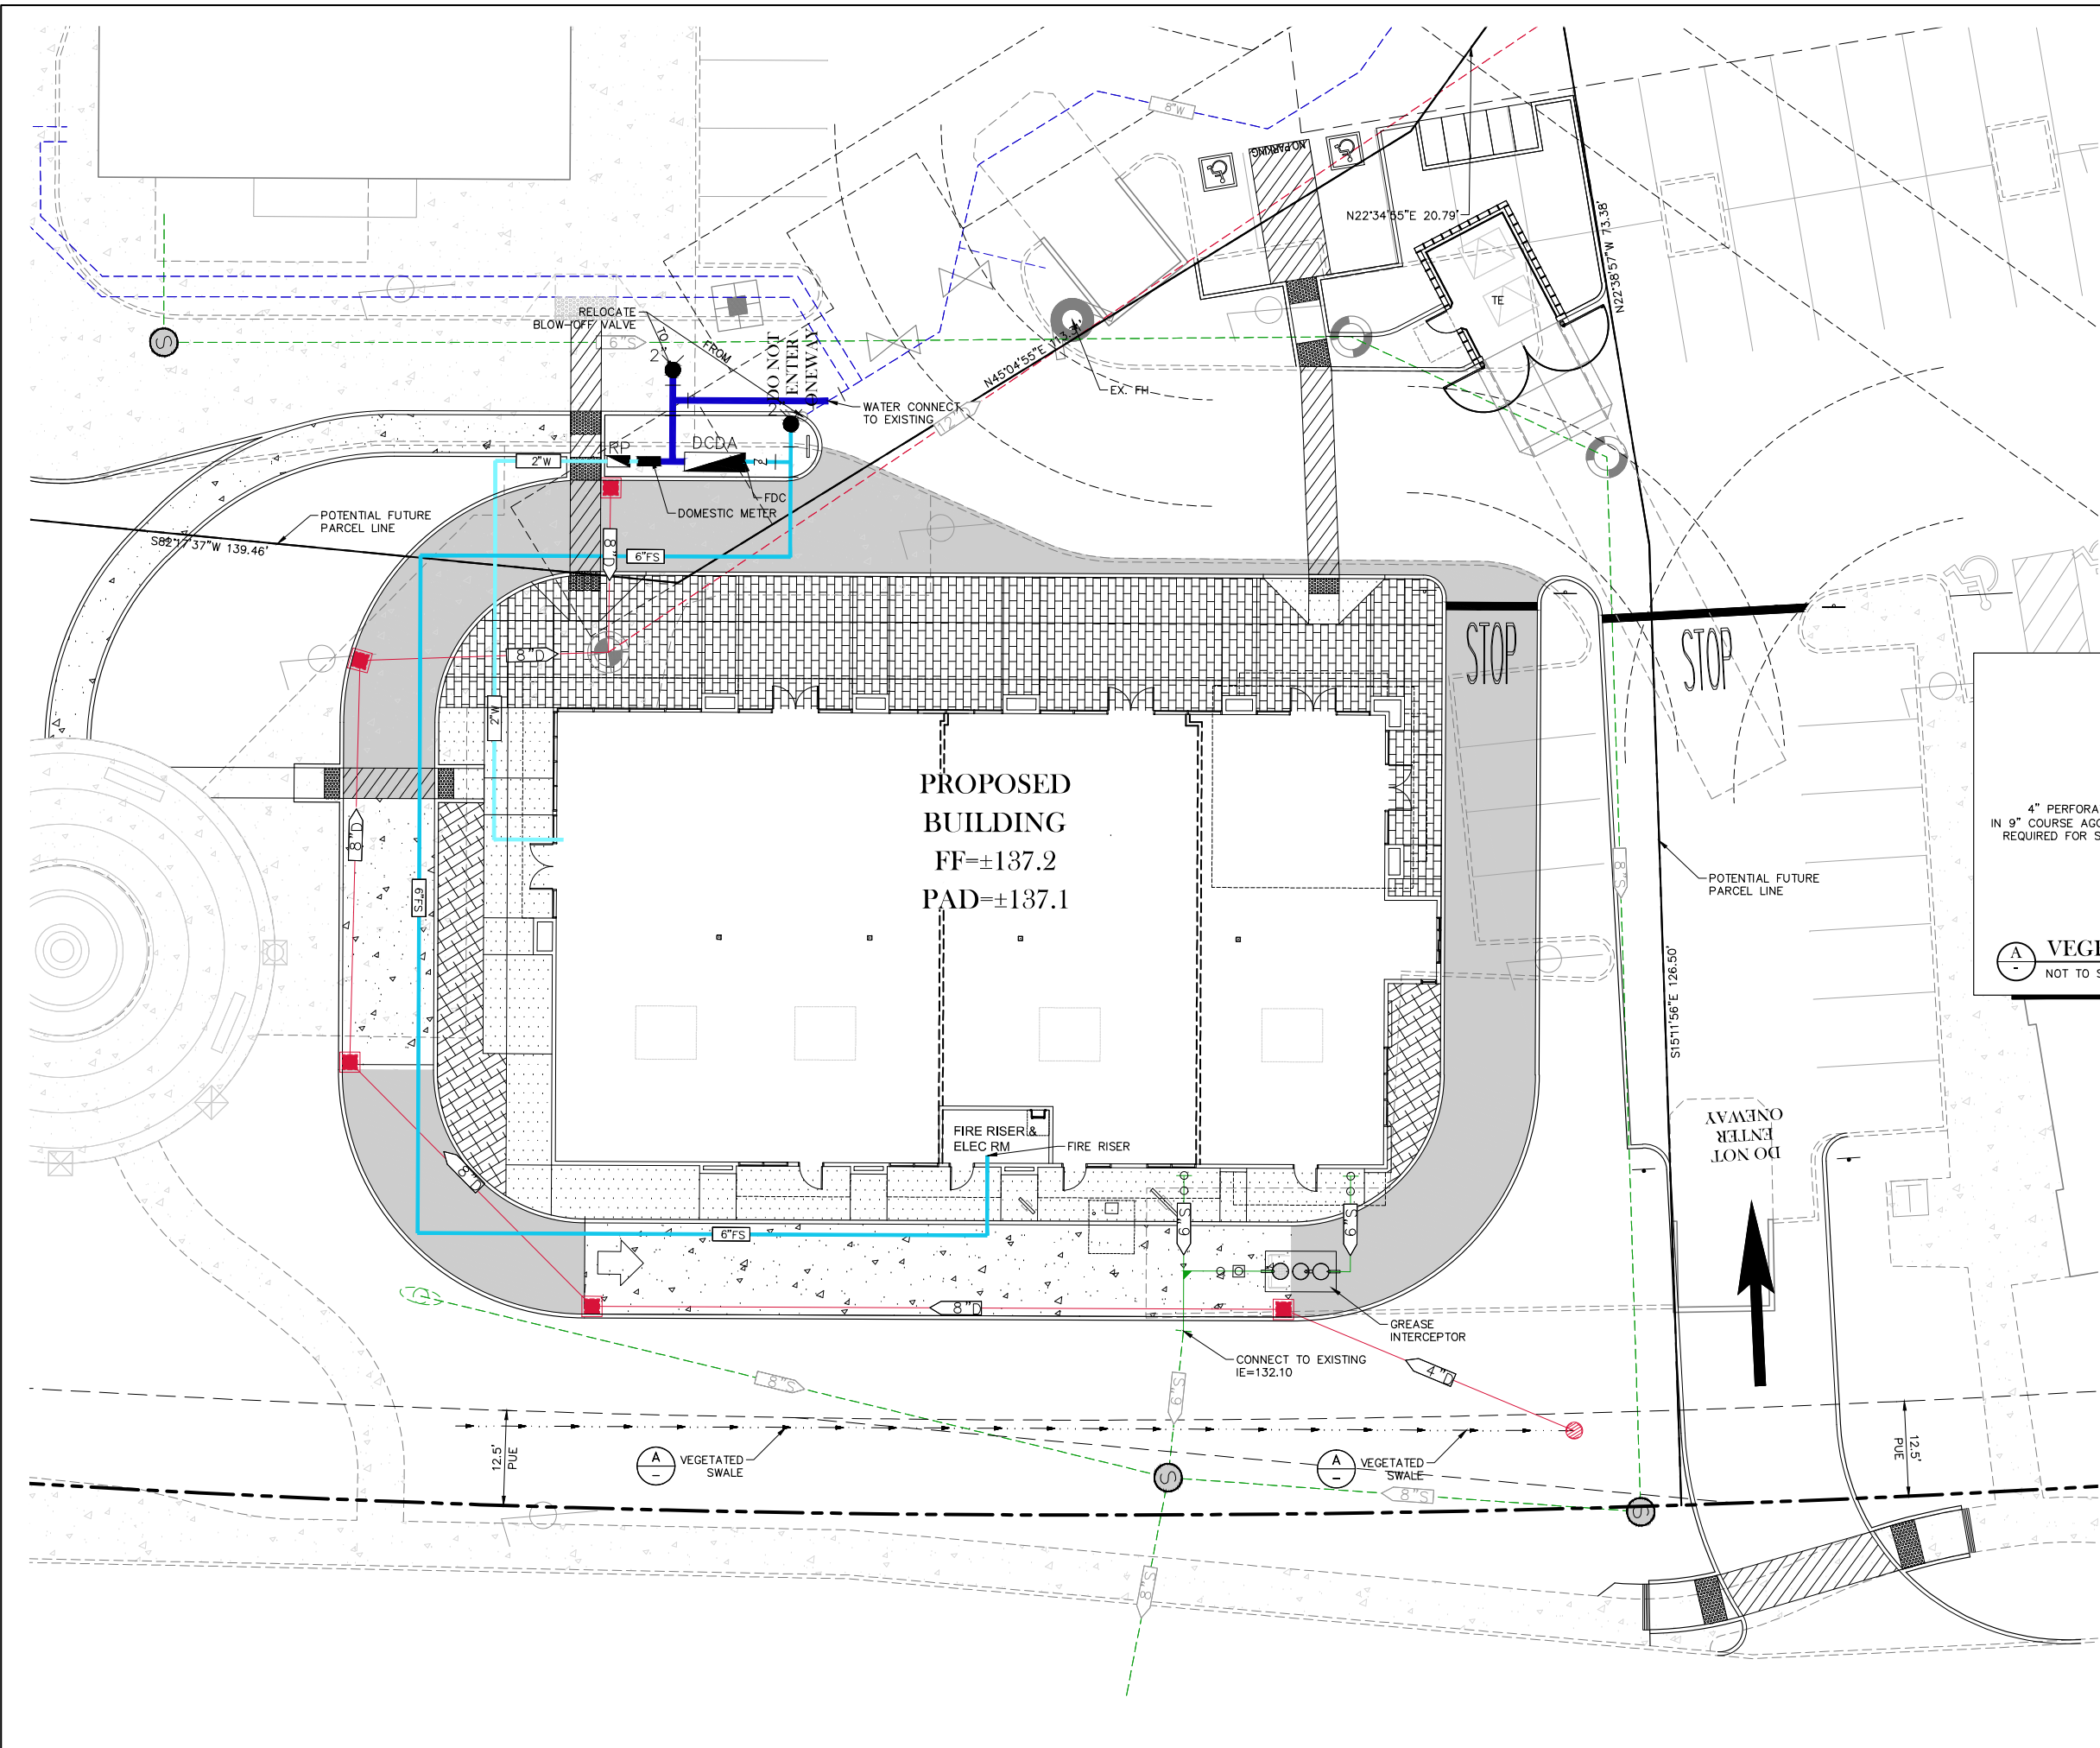 8"W
NO PARKING
N22°34'55"E 20.79'
N22°38'57"W 73.38'
TE
S
RELOCATE
BLOW-OFF VALVE
TO
FROM
6"S
2"
DO NOT
ENTER
ONEWAY
N45°04'55"E
EX. FH
WATER CONNECT
TO EXISTING
12"D
2"
RP
DCDA
2"W
FDC
DOMESTIC METER
POTENTIAL FUTURE
PARCEL LINE
S82°17'37"W 139.46'
8"D
6"FS
STOP
STOP
8"D
2"W
PROPOSED
BUILDING
FF=±137.2
PAD=±137.1
8"D
6"FS
8"S
4" PERFORA
IN 9" COURSE AGG
REQUIRED FOR S
POTENTIAL FUTURE
PARCEL LINE
A
-
VEGE
NOT TO S
S15°11'56"E 126.50'
DO NOT
ENTER
ONEWAY
FIRE RISER &
ELEC RM
FIRE RISER
8"D
6"S
6"S
6"FS
8"D
GREASE
INTERCEPTOR
CONNECT TO EXISTING
IE=132.10
4"D
8"S
6"S
12.5'
PUE
A
-
VEGETATED
SWALE
A
-
VEGETATED
SWALE
12.5'
PUE
S
8"S
S
8"S